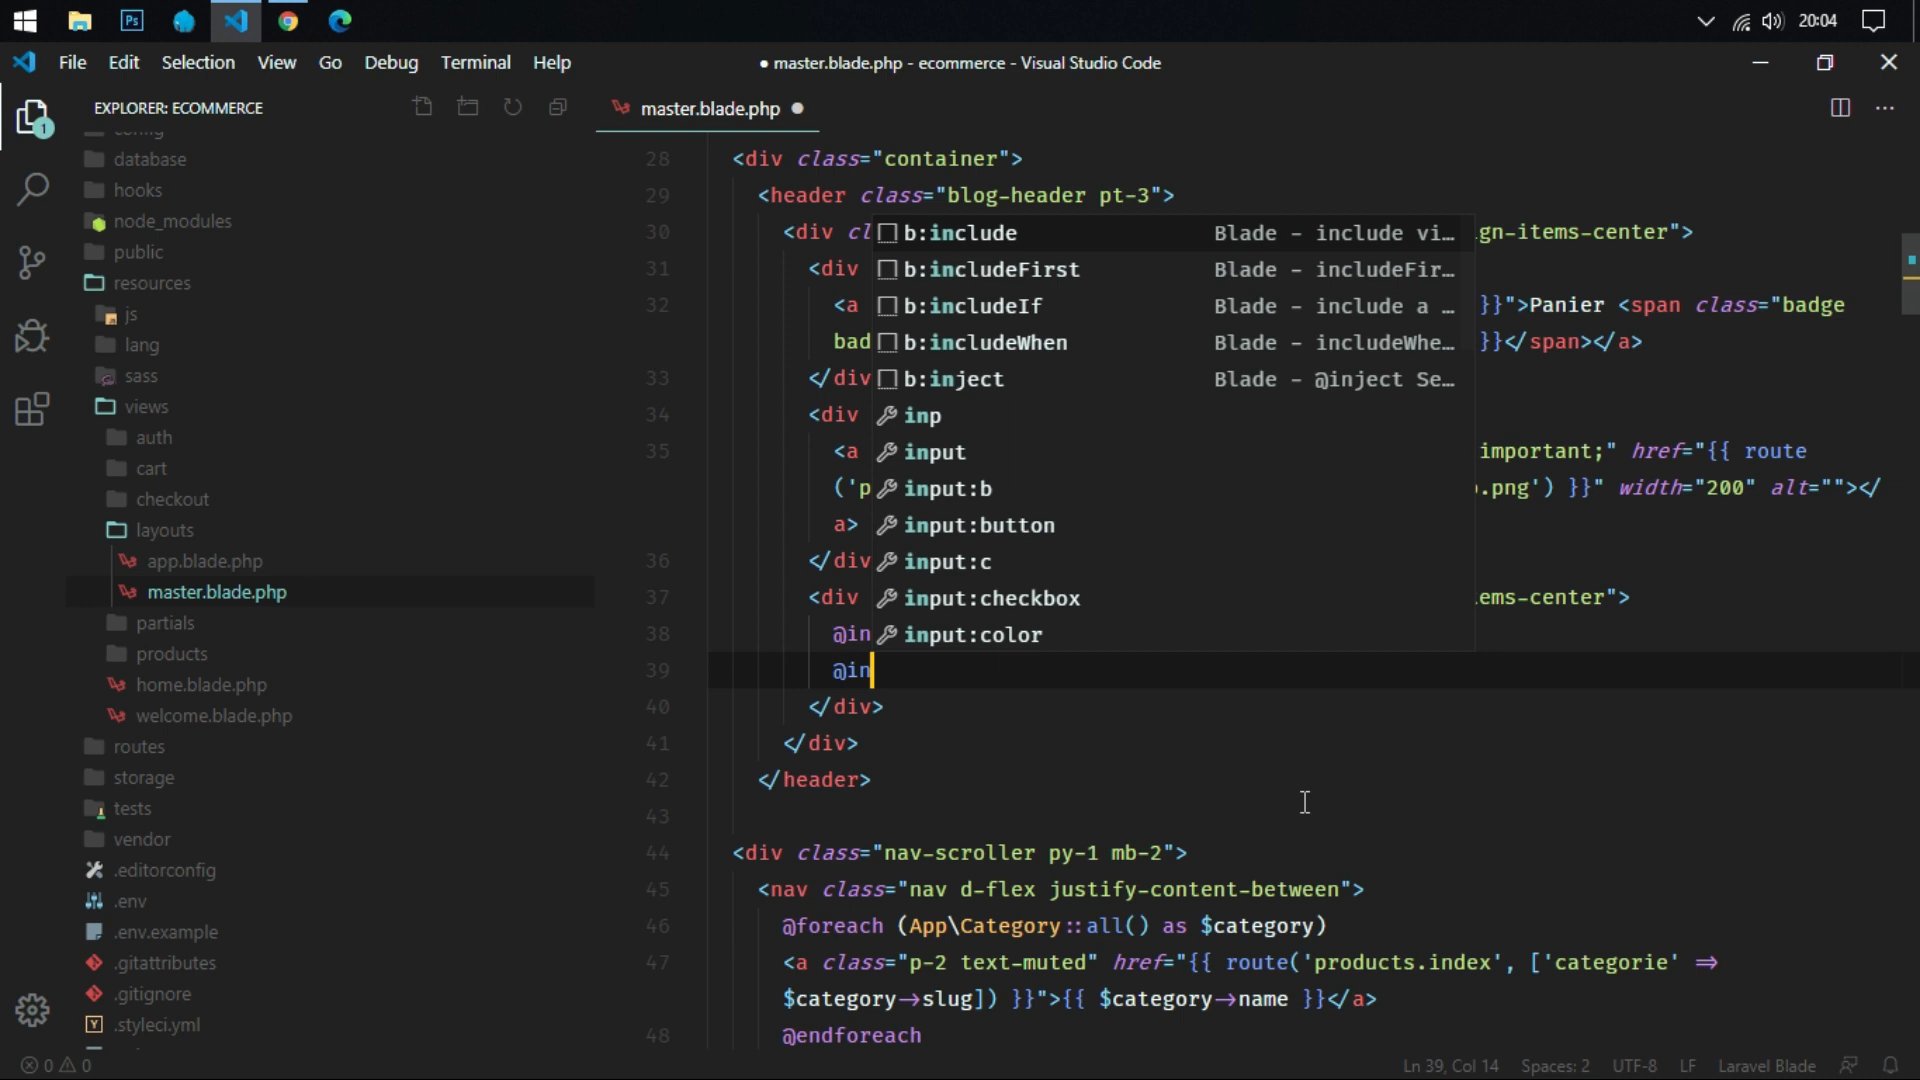 Ps
20:04
File Edit Selection View Go Debug Terminal Help
● master.blade.php - ecommerce - Visual Studio Code
1
EXPLORER: ECOMMERCE
config
database
hooks
node_modules
public
resources
js
lang
sass
views
auth
cart
checkout
layouts
app.blade.php
master.blade.php
partials
products
home.blade.php
welcome.blade.php
routes
storage
tests
vendor
.editorconfig
.env
.env.example
.gitattributes
.gitignore
.styleci.yml
master.blade.php
28 <div class="container">
29 <header class="blog-header pt-3">
30 <div cl gn-items-center">
31 <div
32 <a }}">Panier <span class="badge
bad }}</span></a>
33 </div
34 <div
35 <a important;" href="{{ route
('p .png') }}" width="200" alt=""></
a>
36 </div
37 <div ems-center">
38 @in
39 @in
40 </div>
41 </div>
42 </header>
43
44 <div class="nav-scroller py-1 mb-2">
45 <nav class="nav d-flex justify-content-between">
46 @foreach (App\Category::all() as $category)
47 <a class="p-2 text-muted" href="{{ route('products.index', ['categorie' =>
$category->slug]) }}">{{ $category->name }}</a>
48 @endforeach
b:include Blade - include vi…
b:includeFirst Blade - includeFir…
b:includeIf Blade - include a …
b:includeWhen Blade - includeWhe…
b:inject Blade - @inject Se…
inp
input
input:b
input:button
input:c
input:checkbox
input:color
0 0
Ln 39, Col 14 Spaces: 2 UTF-8 LF Laravel Blade